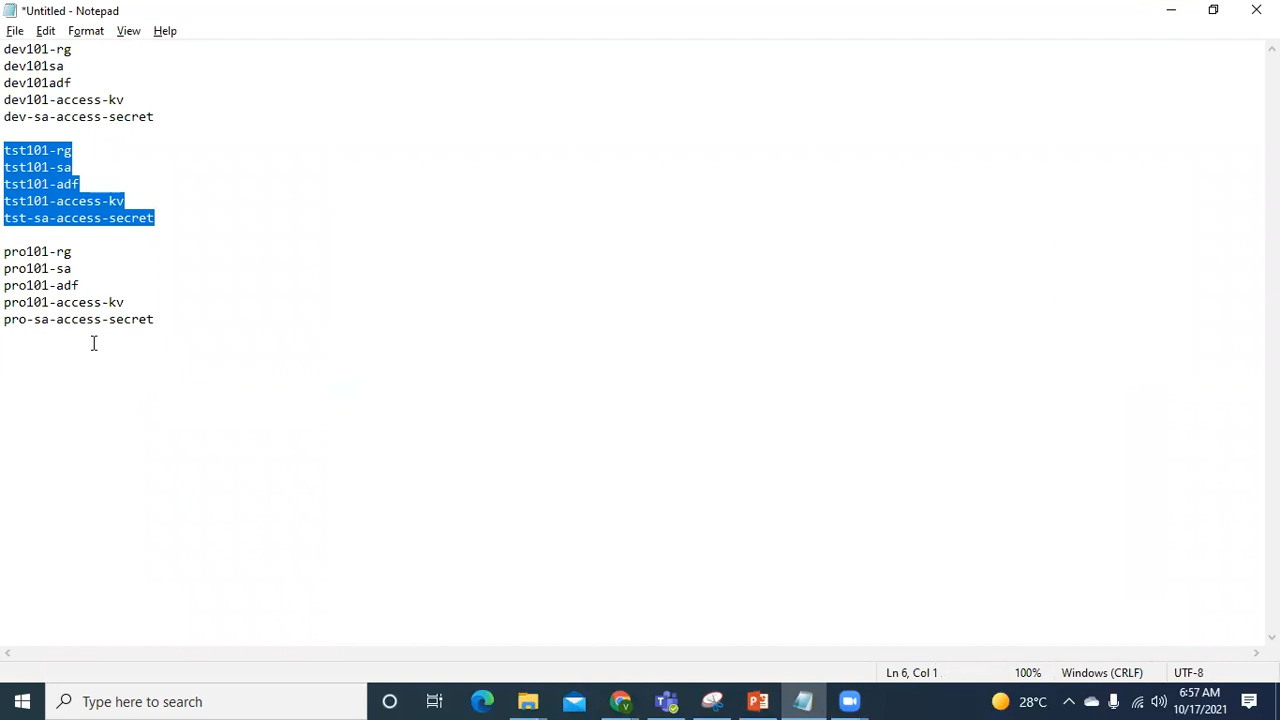 *Untitled - Notepad
File Edit Format View Help
dev101-rg
dev101sa
dev101adf
dev101-access-kv
dev-sa-access-secret
tst101-rg
tst101-sa
tst101-adf
tst101-access-kv
tst-sa-access-secret
pro101-rg
pro101-sa
pro101-adf
pro101-access-kv
pro-sa-access-secret
Ln 6, Col 1 100% Windows (CRLF) UTF-8
Type here to search
28°C
6:57 AM
10/17/2021